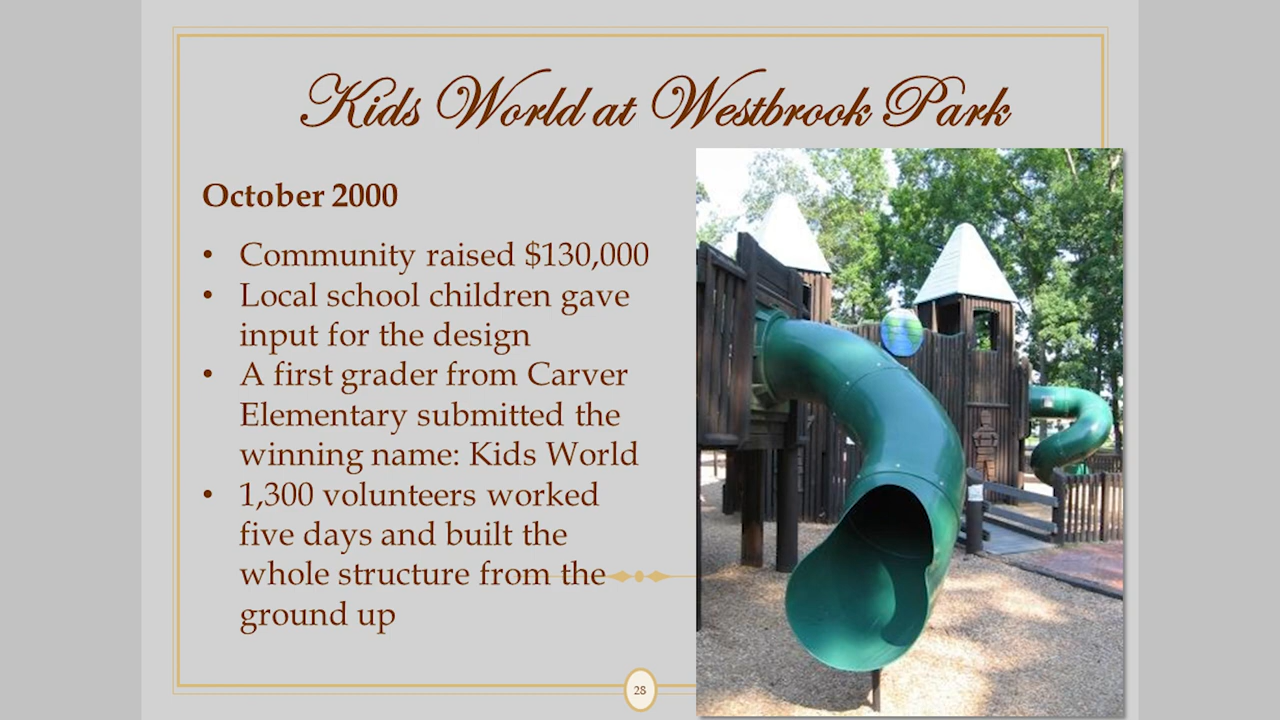 Kids World at Westbrook Park
October 2000
• Community raised $130,000
• Local school children gave
input for the design
• A first grader from Carver
Elementary submitted the
winning name: Kids World
• 1,300 volunteers worked
five days and built the
whole structure from the
ground up
28